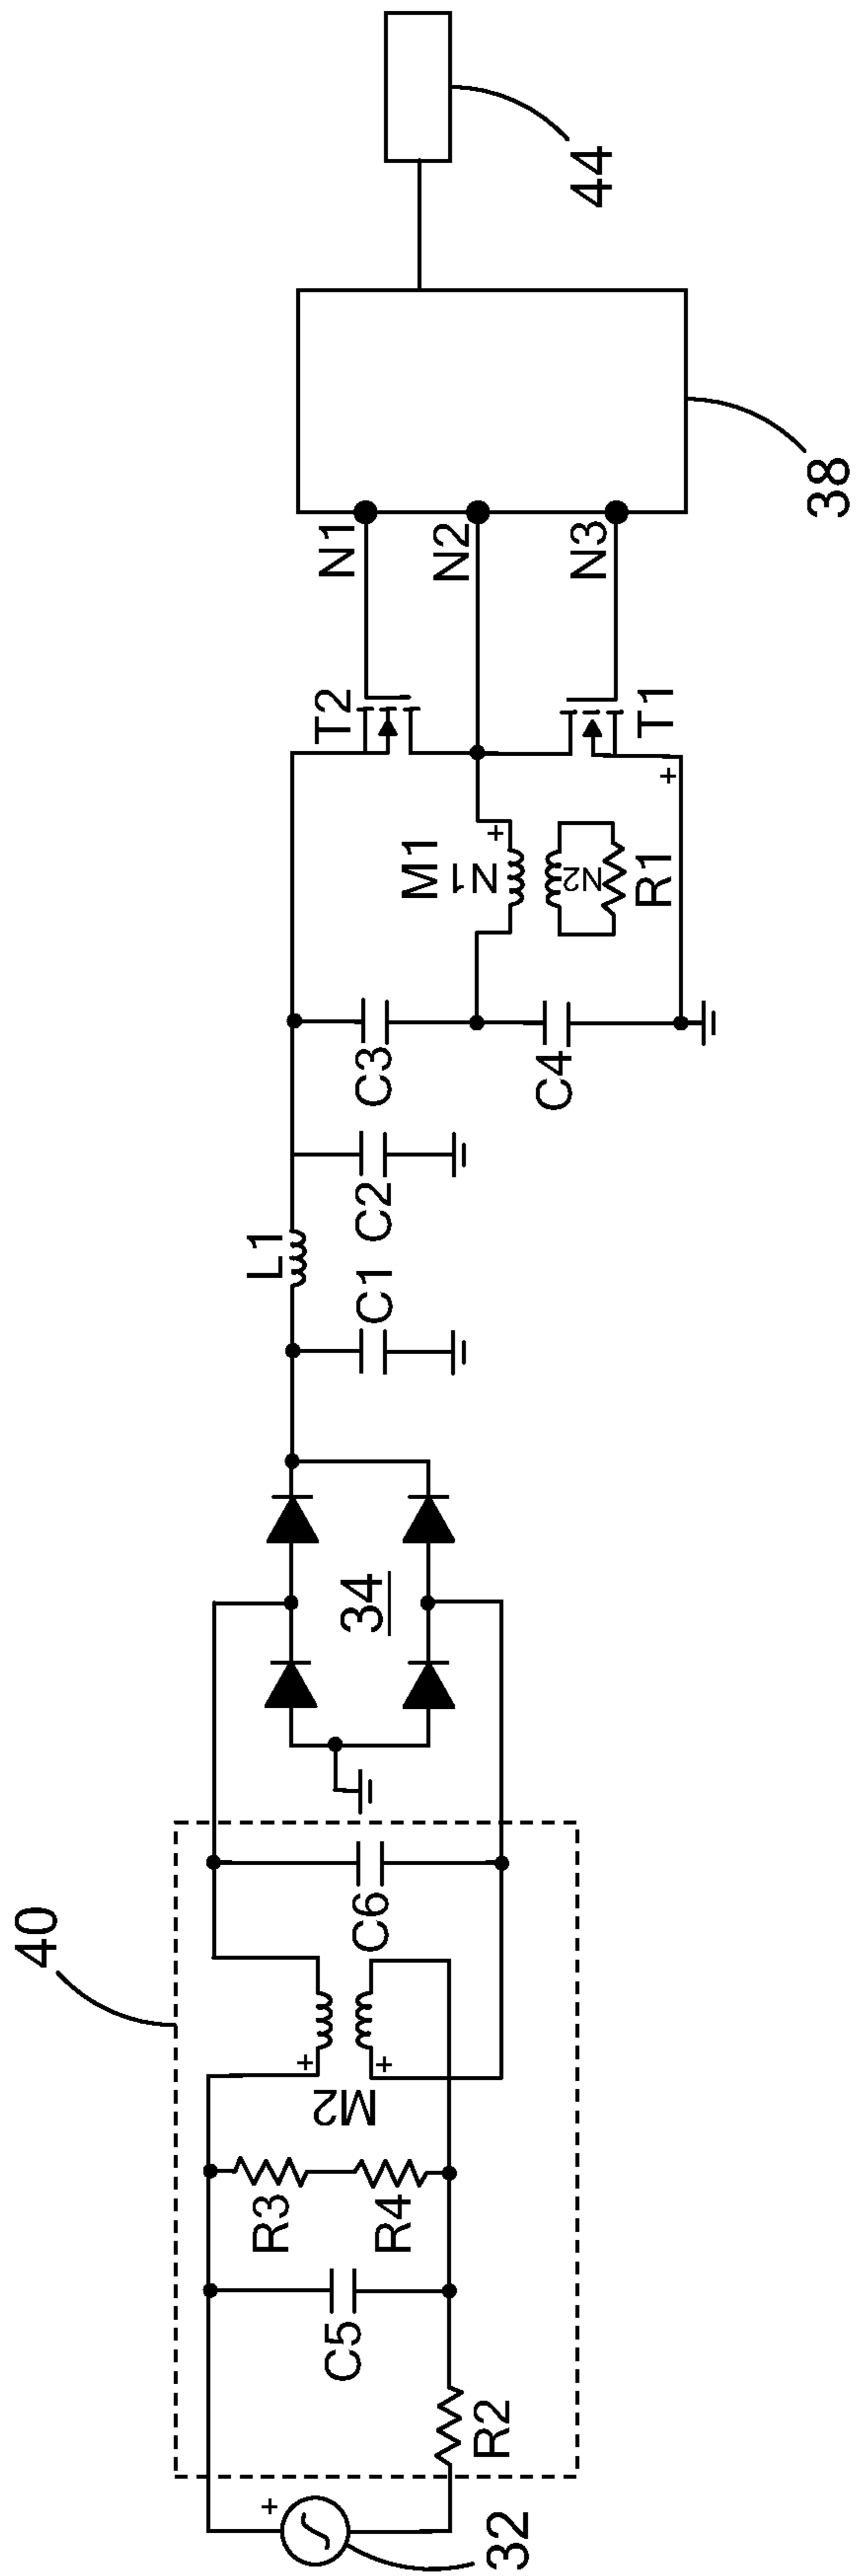 44
38
N1
N2
N3
T2
T1
+
M1
+
N1
N2
R1
C3
C4
C2
L1
C1
34
40
C6
+
+
M2
R3
R4
C5
R2
+
32